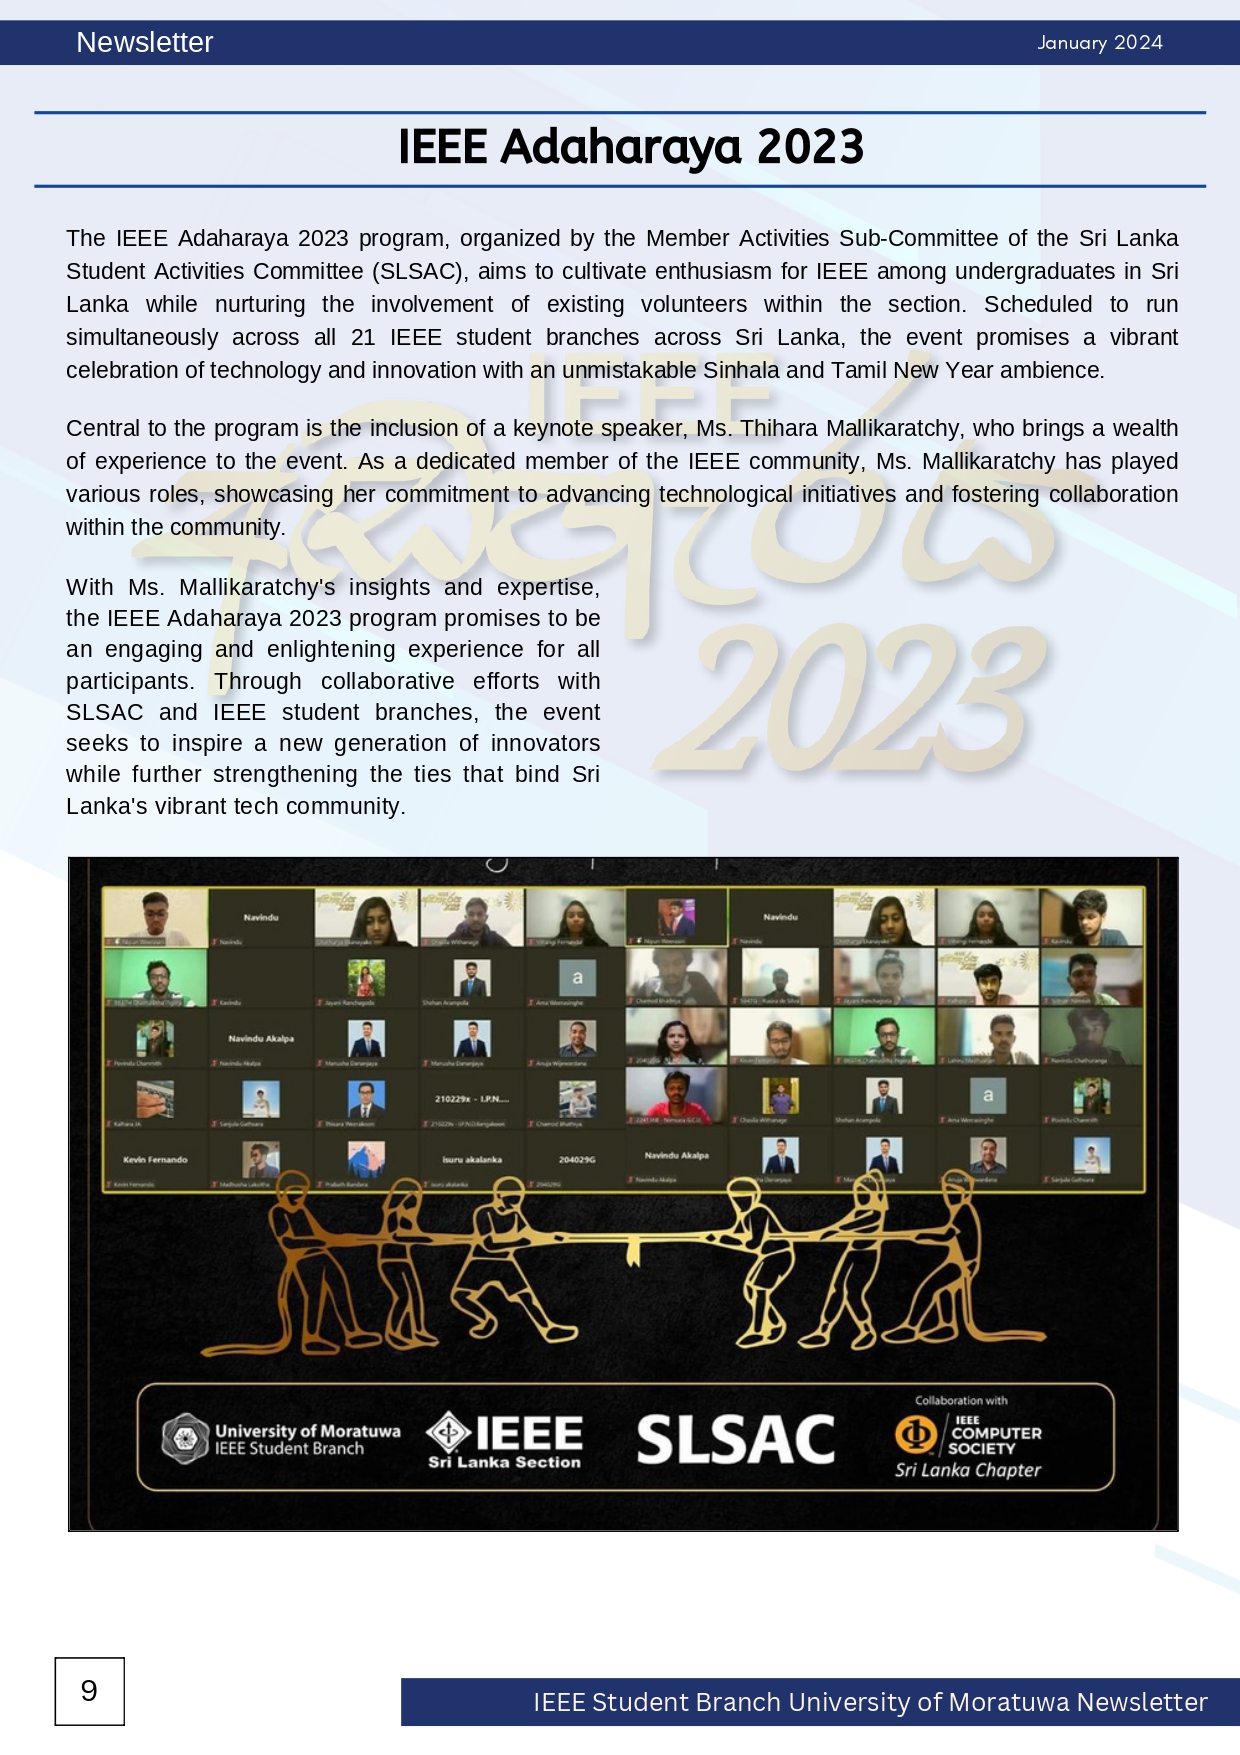 Newsletter
January 2024
IEEE Adaharaya 2023
The IEEE Adaharaya 2023 program, organized by the Member Activities Sub-Committee of the Sri Lanka
Student Activities Committee (SLSAC), aims to cultivate enthusiasm for IEEE among undergraduates in Sri
Lanka while nurturing the involvement of existing volunteers within the section. Scheduled to run
simultaneously across all 21 IEEE student branches across Sri Lanka, the event promises a vibrant
celebration of technology and innovation with an unmistakable Sinhala and Tamil New Year ambience.
IEEE
Central to the program is the inclusion of a keynote speaker, Ms. Thihara Mallikaratchy, who brings a wealth
of experience to the event. As a dedicated member of the IEEE community, Ms. Mallikaratchy has played
various roles, showcasing her commitment to advancing technological initiatives and fostering collaboration
within the community.
With Ms. Mallikaratchy's insights and expertise,
the IEEE Adaharaya 2023 program promises to be
an engaging and enlightening experience for all
participants. Through collaborative efforts with
SLSAC and IEEE student branches, the event
seeks to inspire a new generation of innovators
while further strengthening the ties that bind Sri
Lanka's vibrant tech community.
2023
Navindu
Navindu
a
a
Navindu Akalpa
210229x - I.P.N....
Kevin Fernando
isuru akalanka
204029G
Navindu Akalpa
University of Moratuwa
IEEE Student Branch
IEEE
Sri Lanka Section
SLSAC
Collaboration with
IEEE
COMPUTER
SOCIETY
Sri Lanka Chapter
9
IEEE Student Branch University of Moratuwa Newsletter